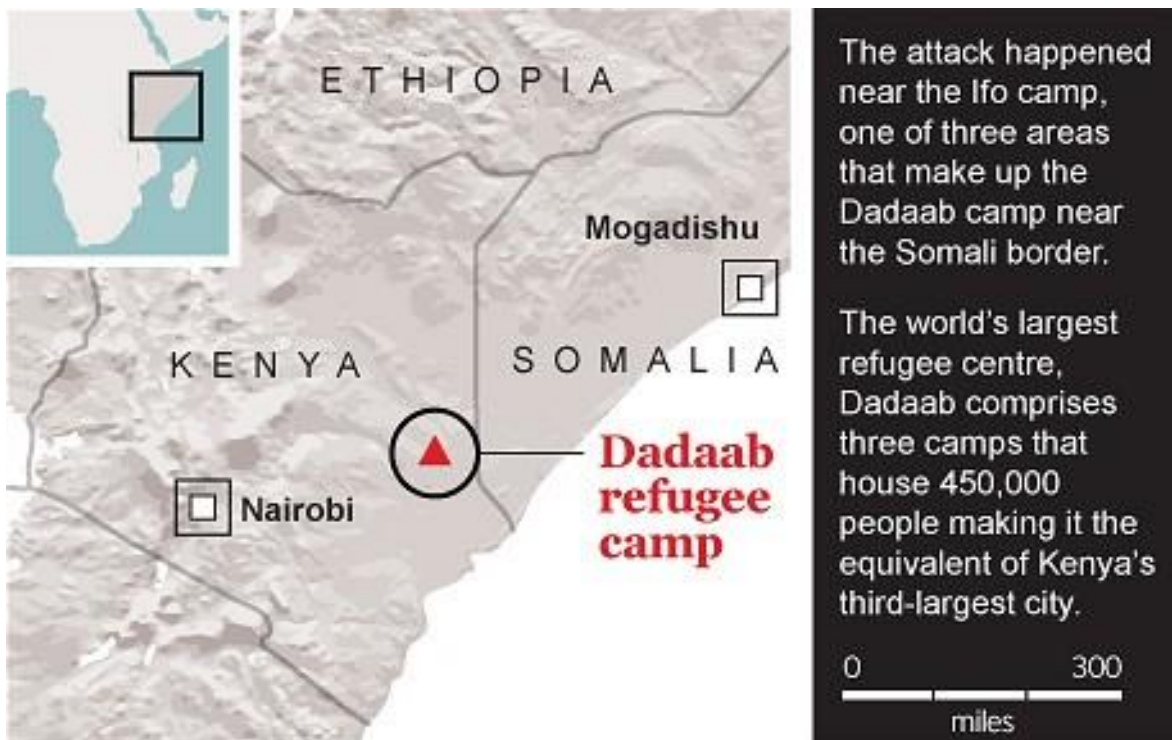 ETHIOPIA
Mogadishu
KENYA
SOMALIA
Dadaab
refugee
camp
Nairobi
The attack happened
near the Ifo camp,
one of three areas
that make up the
Dadaab camp near
the Somali border.
The world's largest
refugee centre,
Dadaab comprises
three camps that
house 450,000
people making it the
equivalent of Kenya's
third-largest city.
0 300
miles